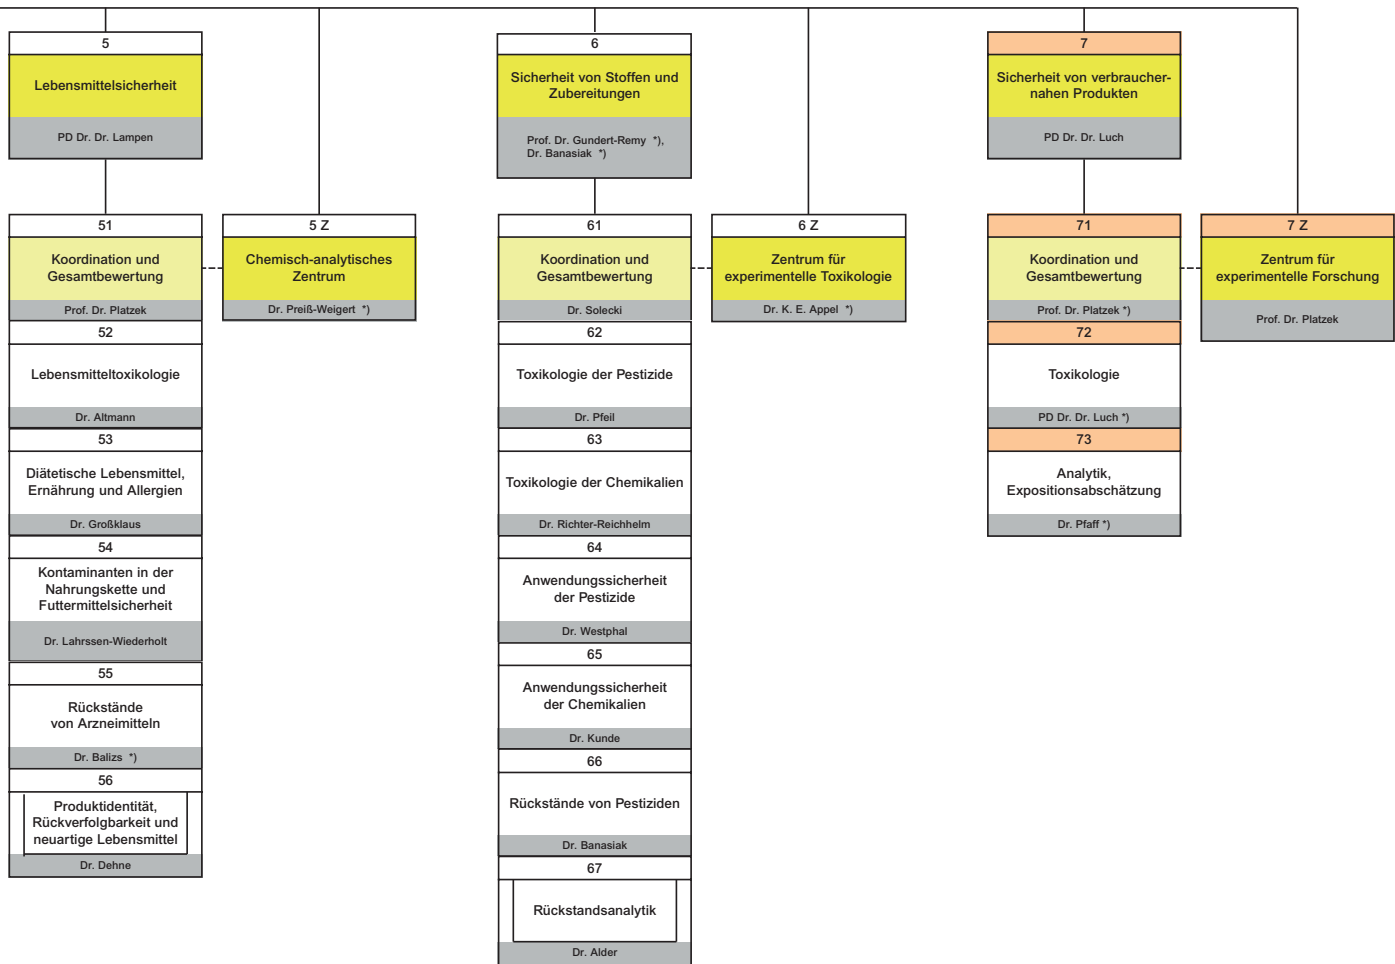 5
Lebensmittelsicherheit
PD Dr. Dr. Lampen
51
Koordination und
Gesamtbewertung
Prof. Dr. Platzek
5 Z
Chemisch-analytisches
Zentrum
Dr. Preiß-Weigert *)
52
Lebensmitteltoxikologie
Dr. Altmann
53
Diätetische Lebensmittel,
Ernährung und Allergien
Dr. Großklaus
54
Kontaminanten in der
Nahrungskette und
Futtermittelsicherheit
Dr. Lahrssen-Wiederholt
55
Rückstände
von Arzneimitteln
Dr. Balizs *)
56
Produktidentität,
Rückverfolgbarkeit und
neuartige Lebensmittel
Dr. Dehne
6
Sicherheit von Stoffen und
Zubereitungen
Prof. Dr. Gundert-Remy *),
Dr. Banasiak *)
61
Koordination und
Gesamtbewertung
Dr. Solecki
6 Z
Zentrum für
experimentelle Toxikologie
Dr. K. E. Appel *)
62
Toxikologie der Pestizide
Dr. Pfeil
63
Toxikologie der Chemikalien
Dr. Richter-Reichhelm
64
Anwendungssicherheit
der Pestizide
Dr. Westphal
65
Anwendungssicherheit
der Chemikalien
Dr. Kunde
66
Rückstände von Pestiziden
Dr. Banasiak
67
Rückstandsanalytik
Dr. Alder
7
Sicherheit von verbraucher-
nahen Produkten
PD Dr. Dr. Luch
71
Koordination und
Gesamtbewertung
Prof. Dr. Platzek *)
7 Z
Zentrum für
experimentelle Forschung
Prof. Dr. Platzek
72
Toxikologie
PD Dr. Dr. Luch *)
73
Analytik,
Expositionsabschätzung
Dr. Pfaff *)